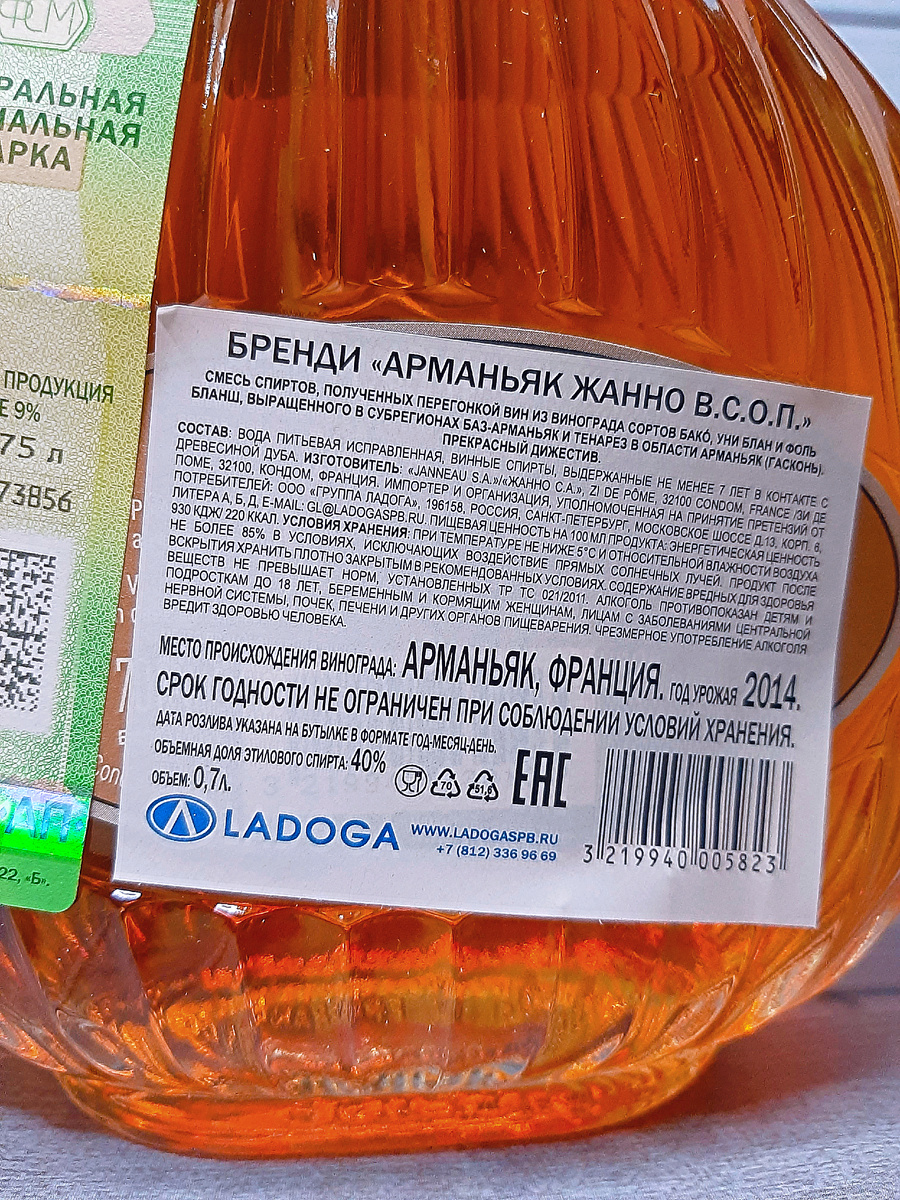 ФСМ
РАЛЬНАЯ
ИАЛЬНАЯ
АРКА
ПРОДУКЦИЯ
Е 9%
75 л
73856
АП
22, «Б».
БРЕНДИ «АРМАНЬЯК ЖАННО В.С.О.П.»
СМЕСЬ СПИРТОВ, ПОЛУЧЕННЫХ ПЕРЕГОНКОЙ ВИН ИЗ ВИНОГРАДА СОРТОВ БАКО, УНИ БЛАН И ФОЛЬ
БЛАНШ, ВЫРАЩЕННОГО В СУБРЕГИОНАХ БАЗ-АРМАНЬЯК И ТЕНАРЕЗ В ОБЛАСТИ АРМАНЬЯК (ГАСКОНЬ).
ПРЕКРАСНЫЙ ДИЖЕСТИВ.
СОСТАВ: ВОДА ПИТЬЕВАЯ ИСПРАВЛЕННАЯ, ВИННЫЕ СПИРТЫ, ВЫДЕРЖАННЫЕ НЕ МЕНЕЕ 7 ЛЕТ В КОНТАКТЕ С
ДРЕВЕСИНОЙ ДУБА. ИЗГОТОВИТЕЛЬ: «JANNEAU S.A.»/«ЖАННО С.А.», ZI DE PÔME, 32100 CONDOM, FRANCE /ЗИ ДЕ
ПОМЕ, 32100, КОНДОМ, ФРАНЦИЯ. ИМПОРТЕР И ОРГАНИЗАЦИЯ, УПОЛНОМОЧЕННАЯ НА ПРИНЯТИЕ ПРЕТЕНЗИЙ ОТ
ПОТРЕБИТЕЛЕЙ: ООО «ГРУППА ЛАДОГА», 196158, РОССИЯ, САНКТ-ПЕТЕРБУРГ, МОСКОВСКОЕ ШОССЕ Д.13, КОРП. 6,
ЛИТЕРА А, Б, Д, E-MAIL: GL@LADOGASPB.RU. ПИЩЕВАЯ ЦЕННОСТЬ НА 100 МЛ ПРОДУКТА: ЭНЕРГЕТИЧЕСКАЯ ЦЕННОСТЬ
930 КДЖ/ 220 ККАЛ. УСЛОВИЯ ХРАНЕНИЯ: ПРИ ТЕМПЕРАТУРЕ НЕ НИЖЕ 5°С И ОТНОСИТЕЛЬНОЙ ВЛАЖНОСТИ ВОЗДУХА
НЕ БОЛЕЕ 85% В УСЛОВИЯХ, ИСКЛЮЧАЮЩИХ ВОЗДЕЙСТВИЕ ПРЯМЫХ СОЛНЕЧНЫХ ЛУЧЕЙ. ПРОДУКТ ПОСЛЕ
ВСКРЫТИЯ ХРАНИТЬ ПЛОТНО ЗАКРЫТЫМ В РЕКОМЕНДОВАННЫХ УСЛОВИЯХ. СОДЕРЖАНИЕ ВРЕДНЫХ ДЛЯ ЗДОРОВЬЯ
ВЕЩЕСТВ НЕ ПРЕВЫШАЕТ НОРМ, УСТАНОВЛЕННЫХ ТР ТС 021/2011. АЛКОГОЛЬ ПРОТИВОПОКАЗАН ДЕТЯМ И
ПОДРОСТКАМ ДО 18 ЛЕТ, БЕРЕМЕННЫМ И КОРМЯЩИМ ЖЕНЩИНАМ, ЛИЦАМ С ЗАБОЛЕВАНИЯМИ ЦЕНТРАЛЬНОЙ
НЕРВНОЙ СИСТЕМЫ, ПОЧЕК, ПЕЧЕНИ И ДРУГИХ ОРГАНОВ ПИЩЕВАРЕНИЯ. ЧРЕЗМЕРНОЕ УПОТРЕБЛЕНИЕ АЛКОГОЛЯ
ВРЕДИТ ЗДОРОВЬЮ ЧЕЛОВЕКА.
МЕСТО ПРОИСХОЖДЕНИЯ ВИНОГРАДА: АРМАНЬЯК, ФРАНЦИЯ. ГОД УРОЖАЯ 2014.
СРОК ГОДНОСТИ НЕ ОГРАНИЧЕН ПРИ СОБЛЮДЕНИИ УСЛОВИЙ ХРАНЕНИЯ.
ДАТА РОЗЛИВА УКАЗАНА НА БУТЫЛКЕ В ФОРМАТЕ ГОД-МЕСЯЦ-ДЕНЬ.
ОБЪЕМНАЯ ДОЛЯ ЭТИЛОВОГО СПИРТА: 40%
ОБЪЕМ: 0,7л.
70
51,6
EAC
LADOGA
WWW.LADOGASPB.RU
+7 (812) 336 96 69
3 219940 005823